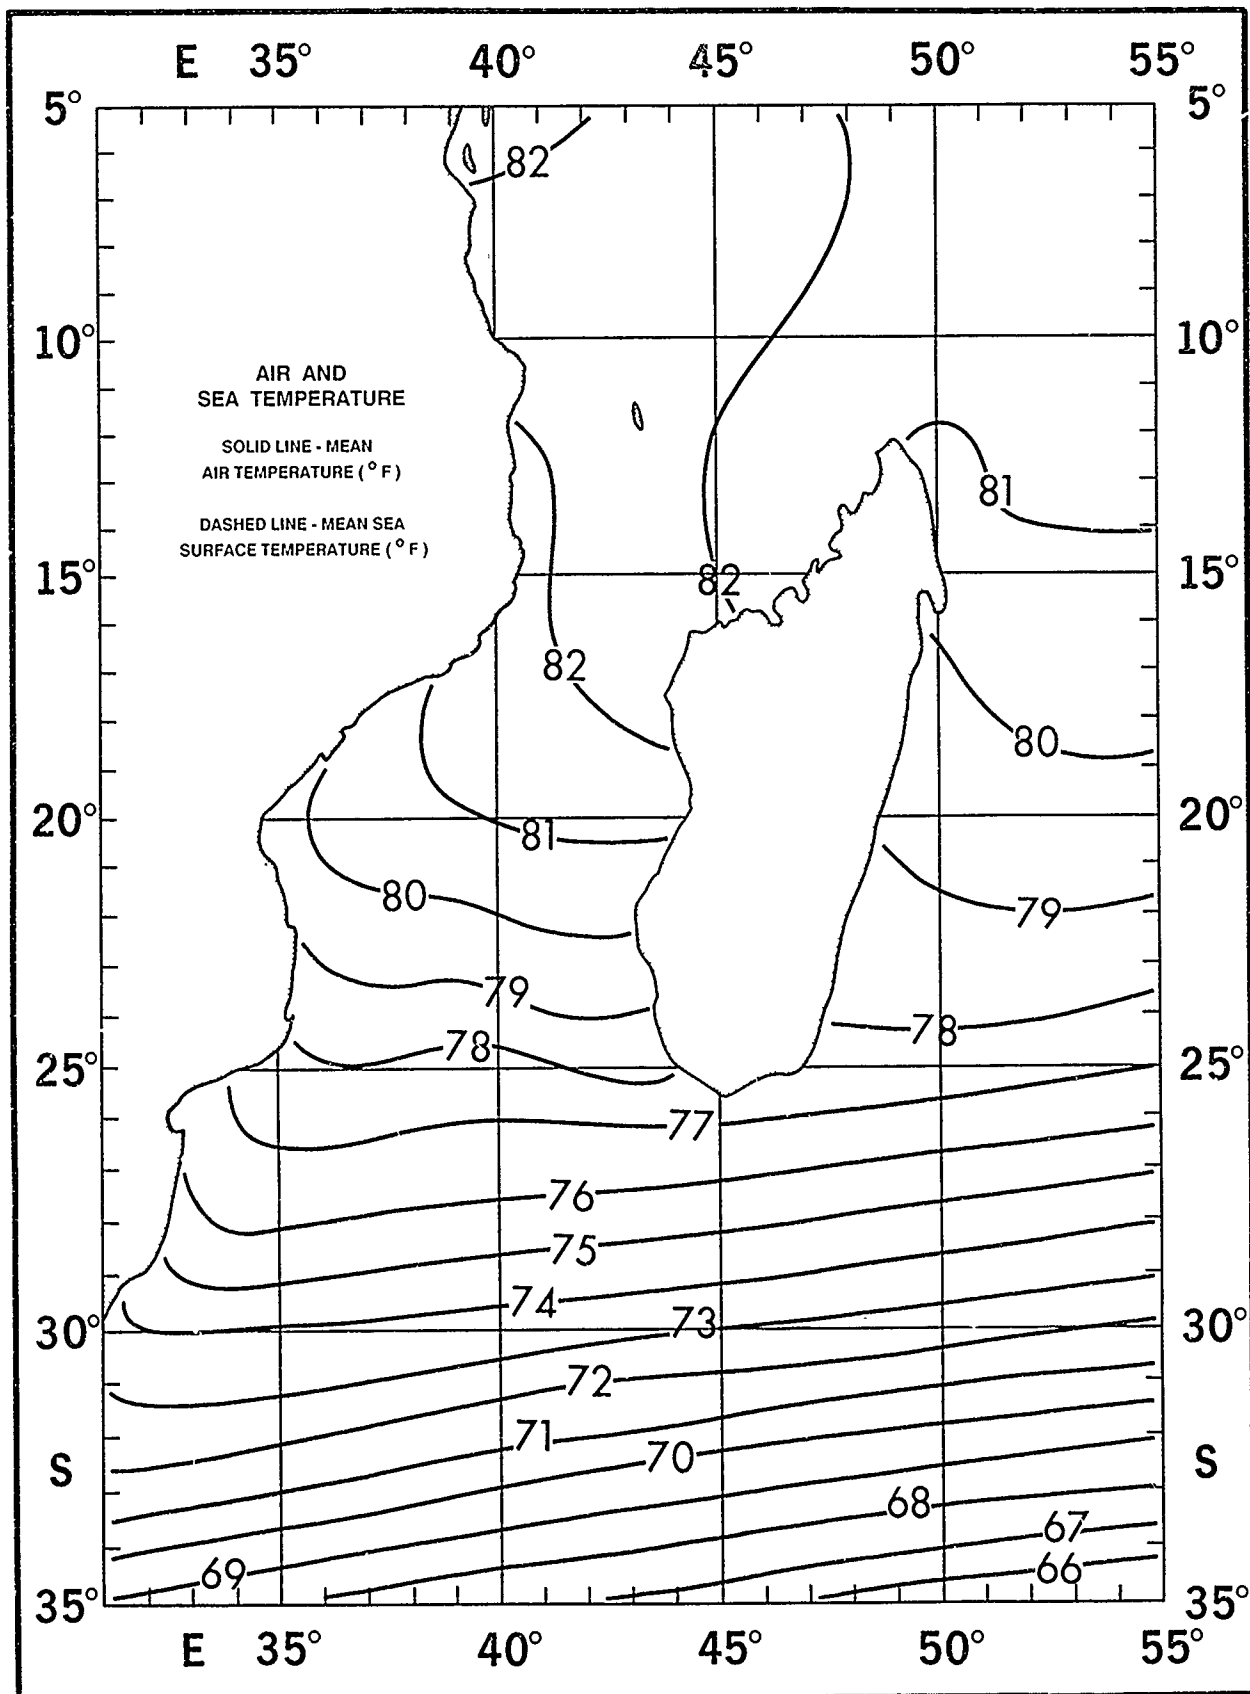 E 35° 40° 45° 50° 55°
5° 5°
82
10° 10°
AIR AND
SEA TEMPERATURE
SOLID LINE - MEAN
AIR TEMPERATURE (°F)
81
DASHED LINE - MEAN SEA
SURFACE TEMPERATURE (°F)
15° 82 15°
82
80
20° 81 20°
80 79
79
78 78
25° 25°
77
76
75
74
73
30° 30°
72
71
70
S S
68
67
69 66
35° 35°
E 35° 40° 45° 50° 55°